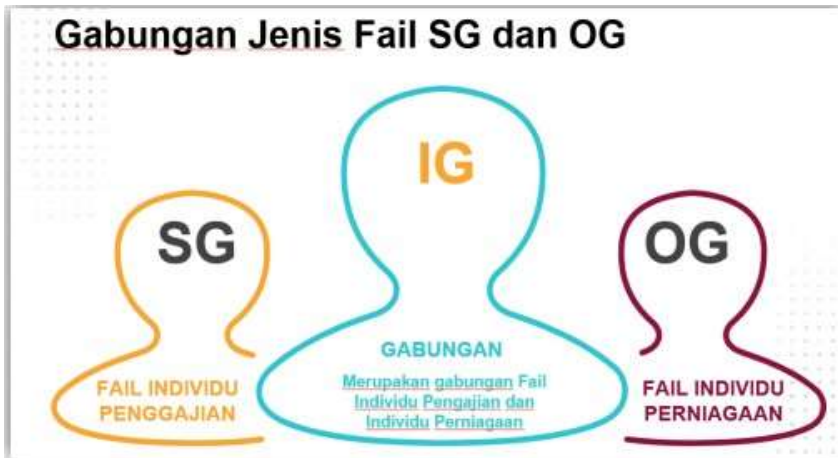 Gabungan Jenis Fail SG dan OG
IG
SG
OG
GABUNGAN
Merupakan gabungan Fail
Individu Pengajian dan
Individu Perniagaan
FAIL INDIVIDU
PENGGAJIAN
FAIL INDIVIDU
PERNIAGAAN